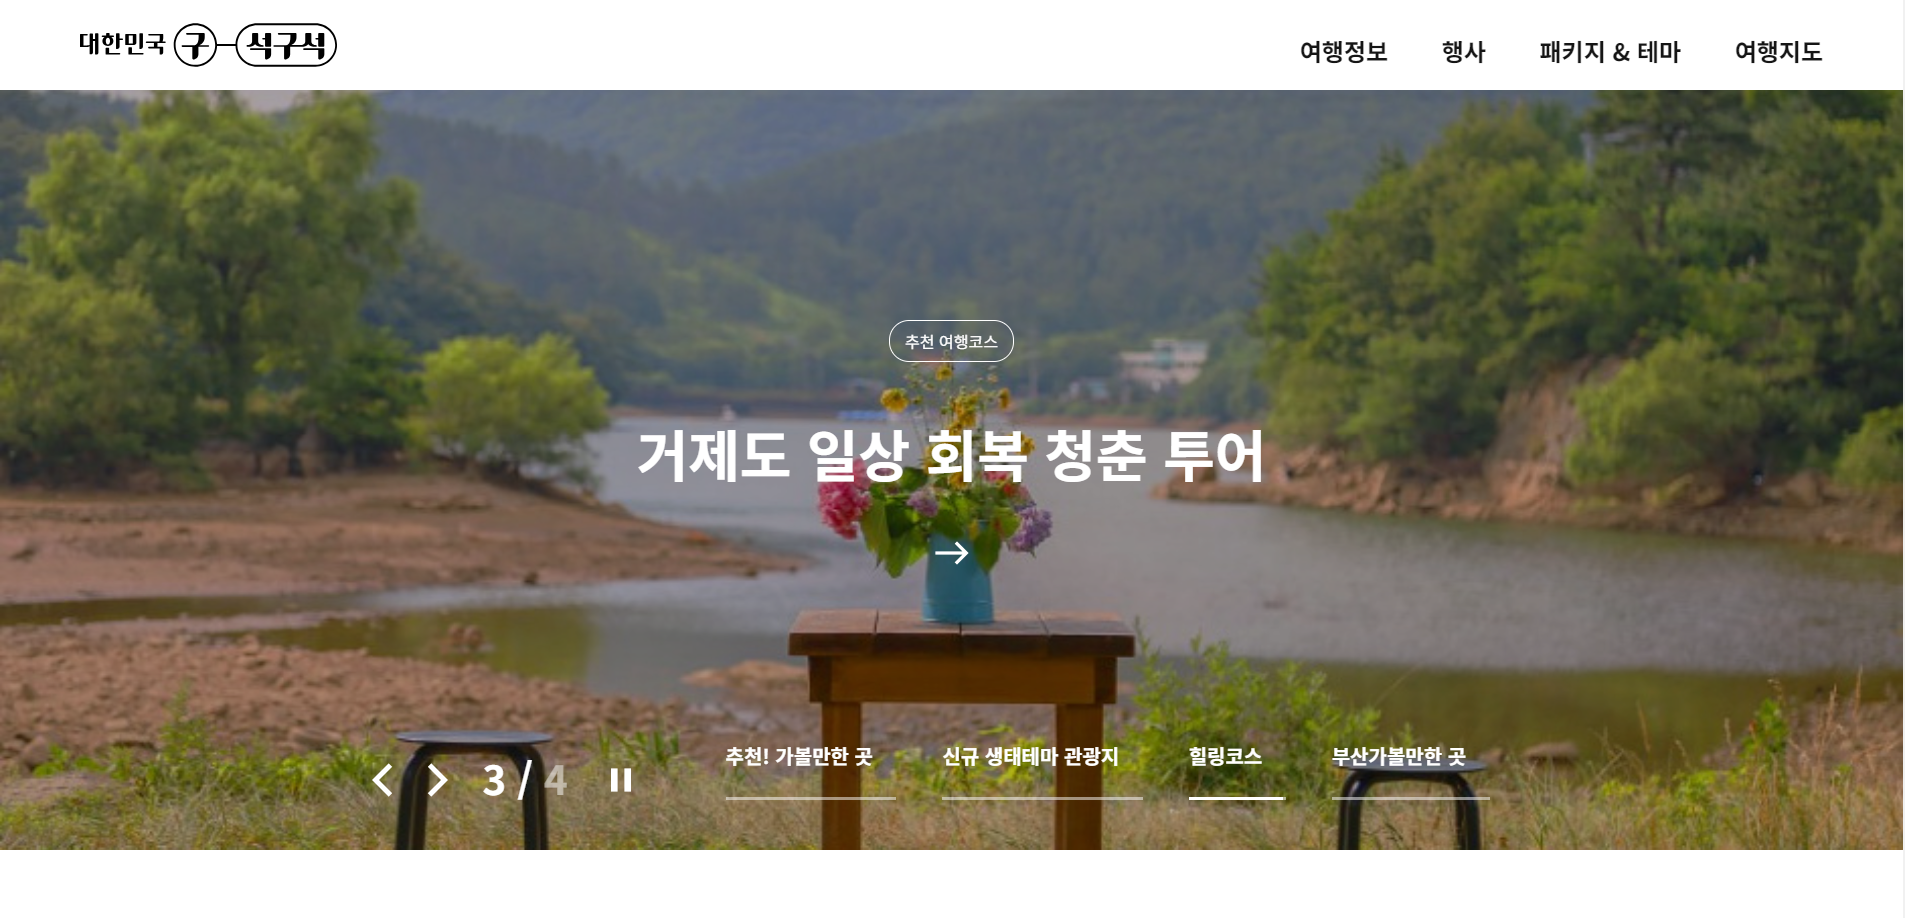 대한민국 구석구석
여행정보 행사 패키지 & 테마 여행지도
추천 여행코스
거제도 일상 회복 청춘 투어
3 / 4
추천! 가볼만한 곳 신규 생태테마 관광지 힐링코스 부산가볼만한 곳